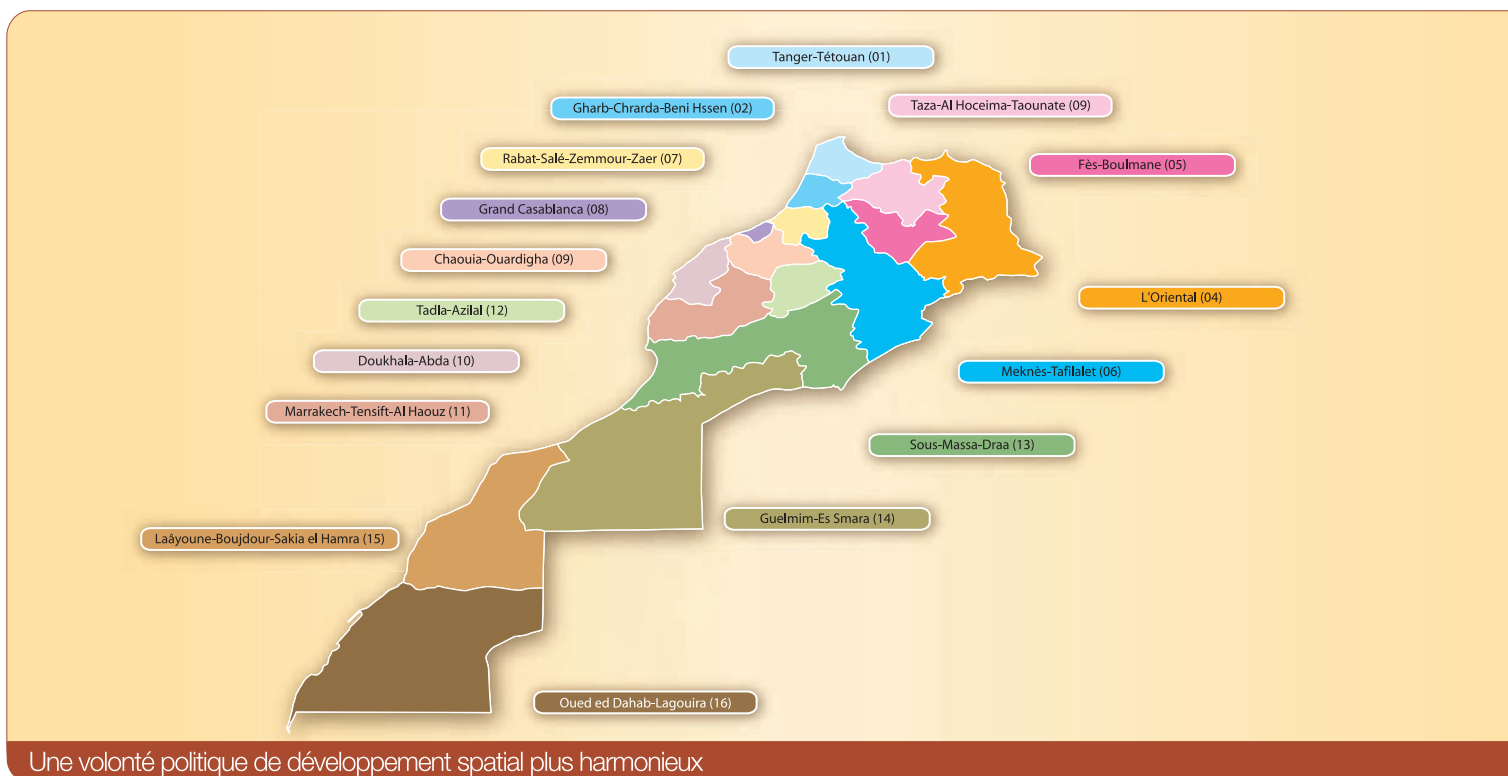 Tanger-Tétouan (01)
Gharb-Chrarda-Beni Hssen (02)
Taza-Al Hoceima-Taounate (09)
Rabat-Salé-Zemmour-Zaer (07)
Fès-Boulmane (05)
Grand Casablanca (08)
Chaouia-Ouardigha (09)
L'Oriental (04)
Tadla-Azilal (12)
Doukhala-Abda (10)
Meknès-Tafilalet (06)
Marrakech-Tensift-Al Haouz (11)
Sous-Massa-Draa (13)
Guelmim-Es Smara (14)
Laâyoune-Boujdour-Sakia el Hamra (15)
Oued ed Dahab-Lagouira (16)
Une volonté politique de développement spatial plus harmonieux